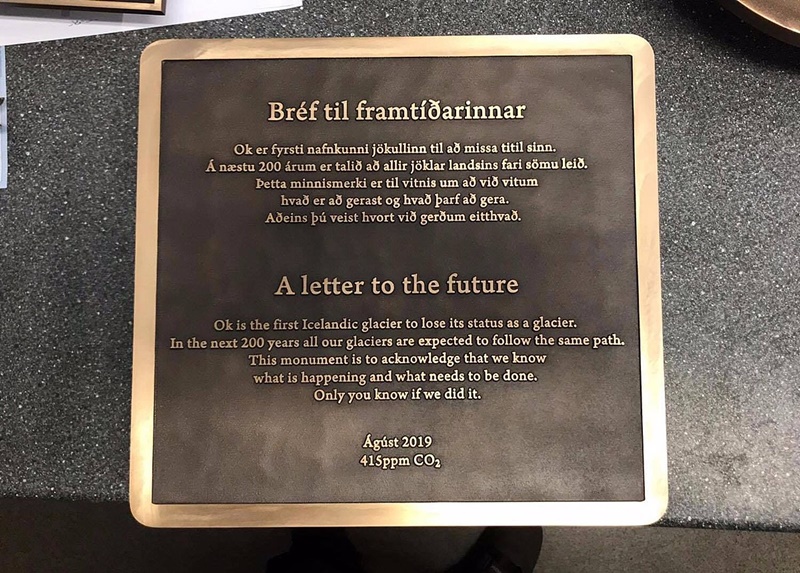 Bréf til framtíðarinnar
Ok er fyrsti nafnkunni jökullinn til að missa titil sinn.
Á næstu 200 árum er talið að allir jöklar landsins fari sömu leið.
Þetta minnismerki er til vitnis um að við vitum
hvað er að gerast og hvað þarf að gera.
Aðeins þú veist hvort við gerðum eitthvað.
A letter to the future
Ok is the first Icelandic glacier to lose its status as a glacier.
In the next 200 years all our glaciers are expected to follow the same path.
This monument is to acknowledge that we know
what is happening and what needs to be done.
Only you know if we did it.
Ágúst 2019
415ppm CO₂